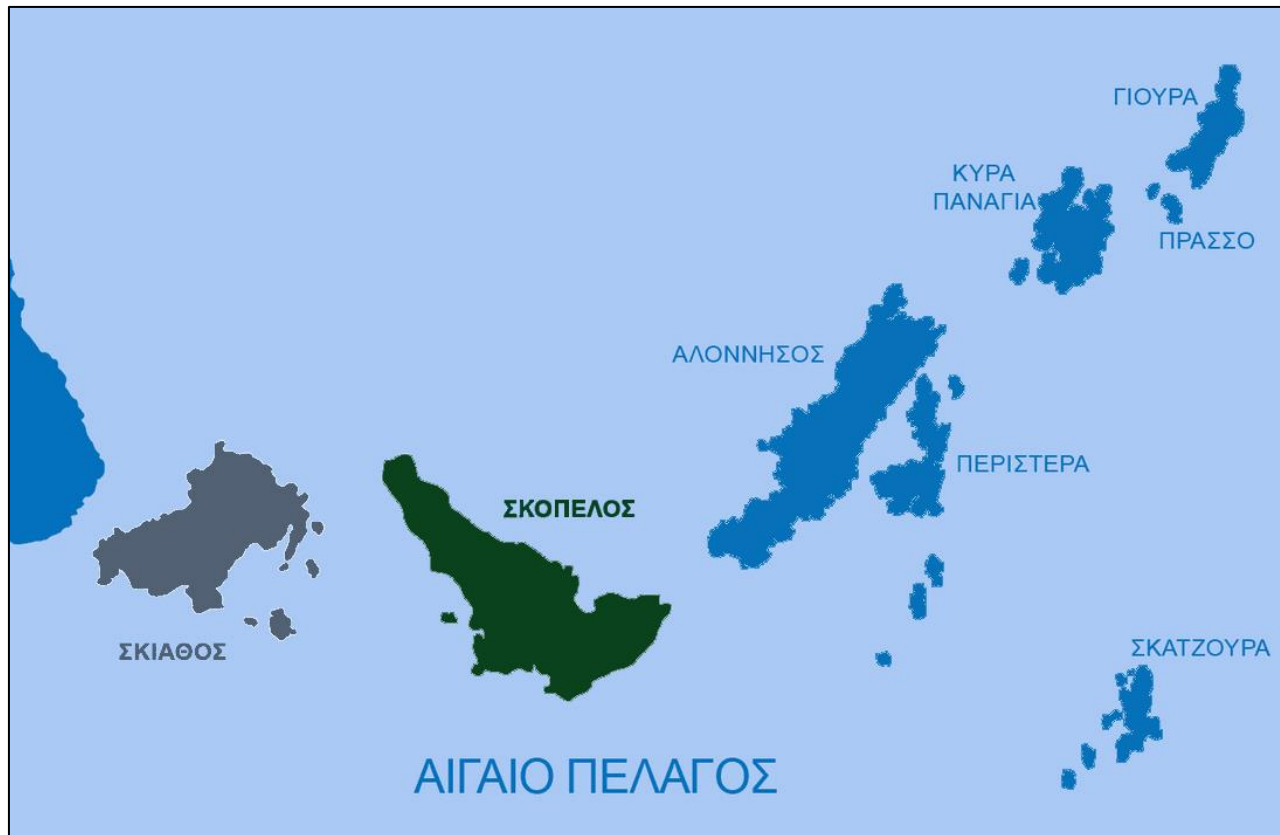 ΓΙΟΥΡΑ
ΚΥΡΑ
ΠΑΝΑΓΙΑ
ΠΡΑΣΣΟ
ΑΛΟΝΝΗΣΟΣ
ΠΕΡΙΣΤΕΡΑ
ΣΚΟΠΕΛΟΣ
ΣΚΙΑΘΟΣ
ΣΚΑΤΖΟΥΡΑ
ΑΙΓΑΙΟ ΠΕΛΑΓΟΣ